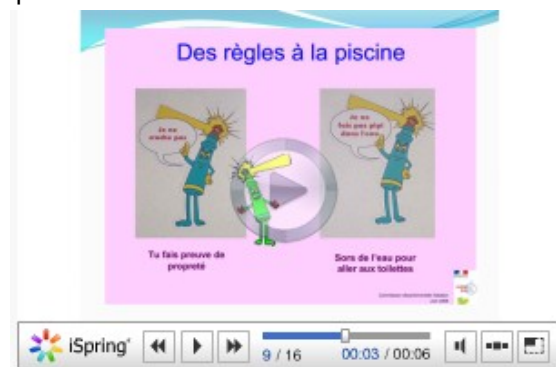 Des règles à la piscine
Je ne
crache pas
Je ne
fais pas pipi
dans l'eau
Tu fais preuve de
propreté
Sors de l'eau pour
aller aux toilettes
iSpring
9 / 16
00:03 / 00:06